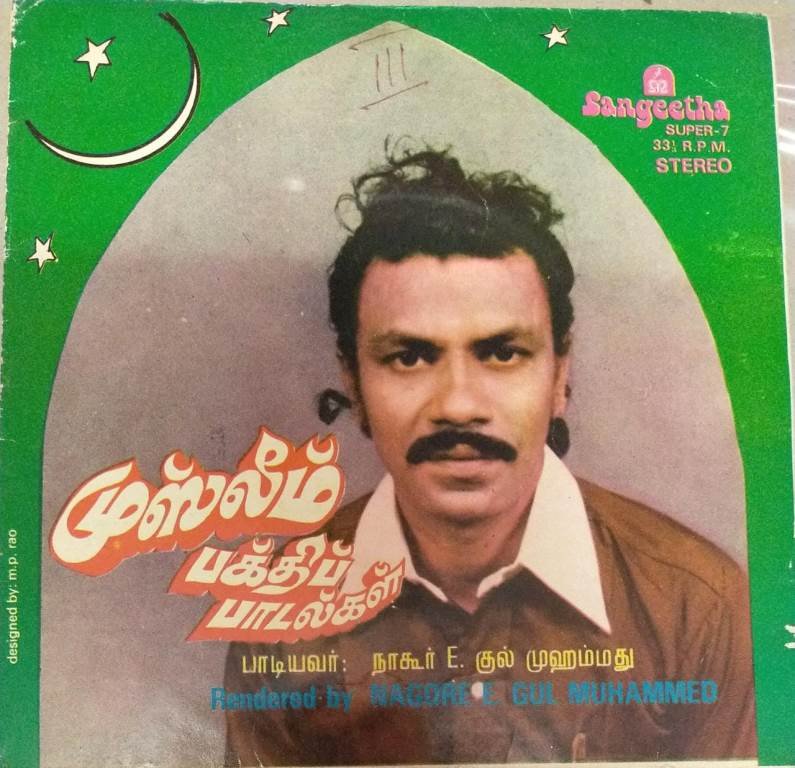 III
Sangeetha
SUPER-7
33⅓ R.P.M.
STEREO
முஸ்லீம்
பக்திப்
பாடல்கள்
பாடியவர்: நாகூர் E. குல் முஹம்மது
Rendered by NAGORE E. GUL MUHAMMED
designed by: m.p. rao